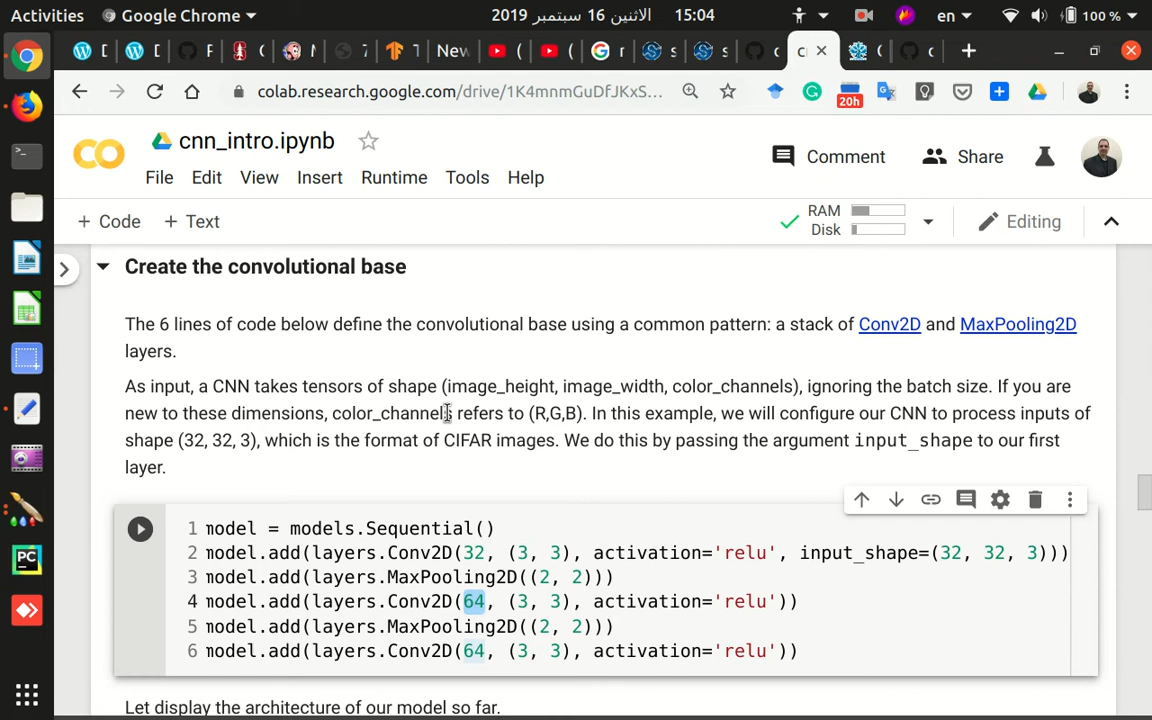 Activities Google Chrome الاثنين 16 سبتمبر 2019 15:04 en 100 %
New
colab.research.google.com/drive/1K4mnmGuDfJKxS... 20h
cnn_intro.ipynb Comment Share
File Edit View Insert Runtime Tools Help
+ Code + Text RAM Disk Editing
Create the convolutional base
The 6 lines of code below define the convolutional base using a common pattern: a stack of Conv2D and MaxPooling2D
layers.
As input, a CNN takes tensors of shape (image_height, image_width, color_channels), ignoring the batch size. If you are
new to these dimensions, color_channels refers to (R,G,B). In this example, we will configure our CNN to process inputs of
shape (32, 32, 3), which is the format of CIFAR images. We do this by passing the argument input_shape to our first
layer.
1 model = models.Sequential()
2 model.add(layers.Conv2D(32, (3, 3), activation='relu', input_shape=(32, 32, 3)))
3 model.add(layers.MaxPooling2D((2, 2)))
4 model.add(layers.Conv2D(64, (3, 3), activation='relu'))
5 model.add(layers.MaxPooling2D((2, 2)))
6 model.add(layers.Conv2D(64, (3, 3), activation='relu'))
Let display the architecture of our model so far.